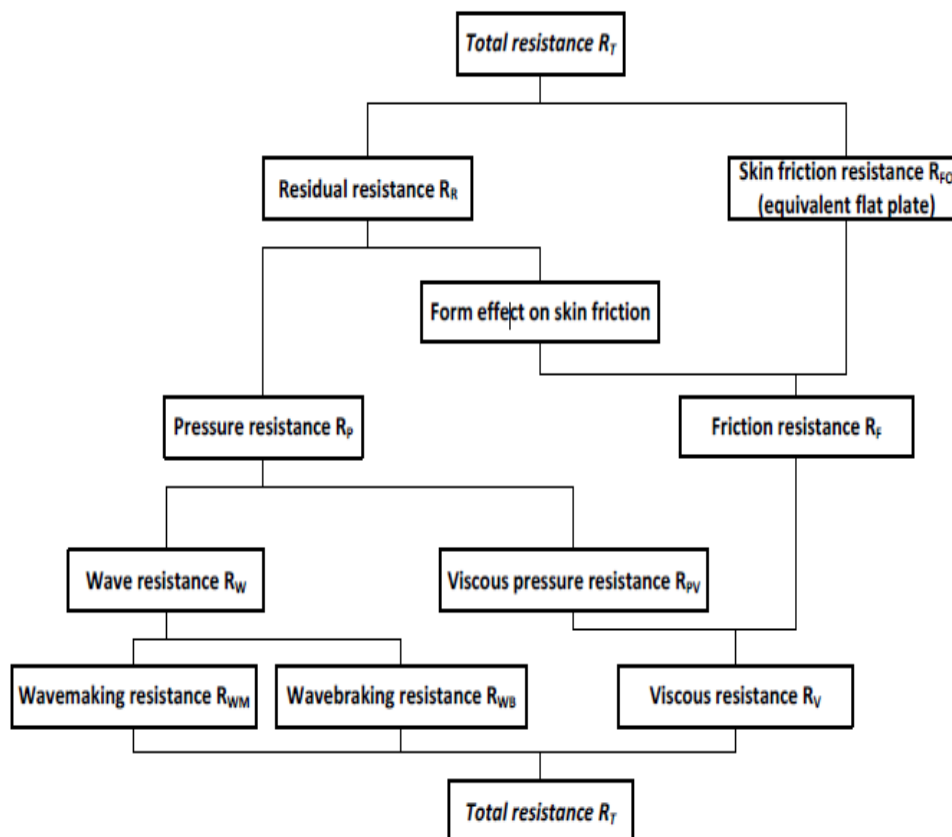 Total resistance R_T
Residual resistance R_R
Skin friction resistance R_FO
(equivalent flat plate)
Form effect on skin friction
Pressure resistance R_P
Friction resistance R_F
Wave resistance R_W
Viscous pressure resistance R_PV
Wavemaking resistance R_WM
Wavebraking resistance R_WB
Viscous resistance R_V
Total resistance R_T